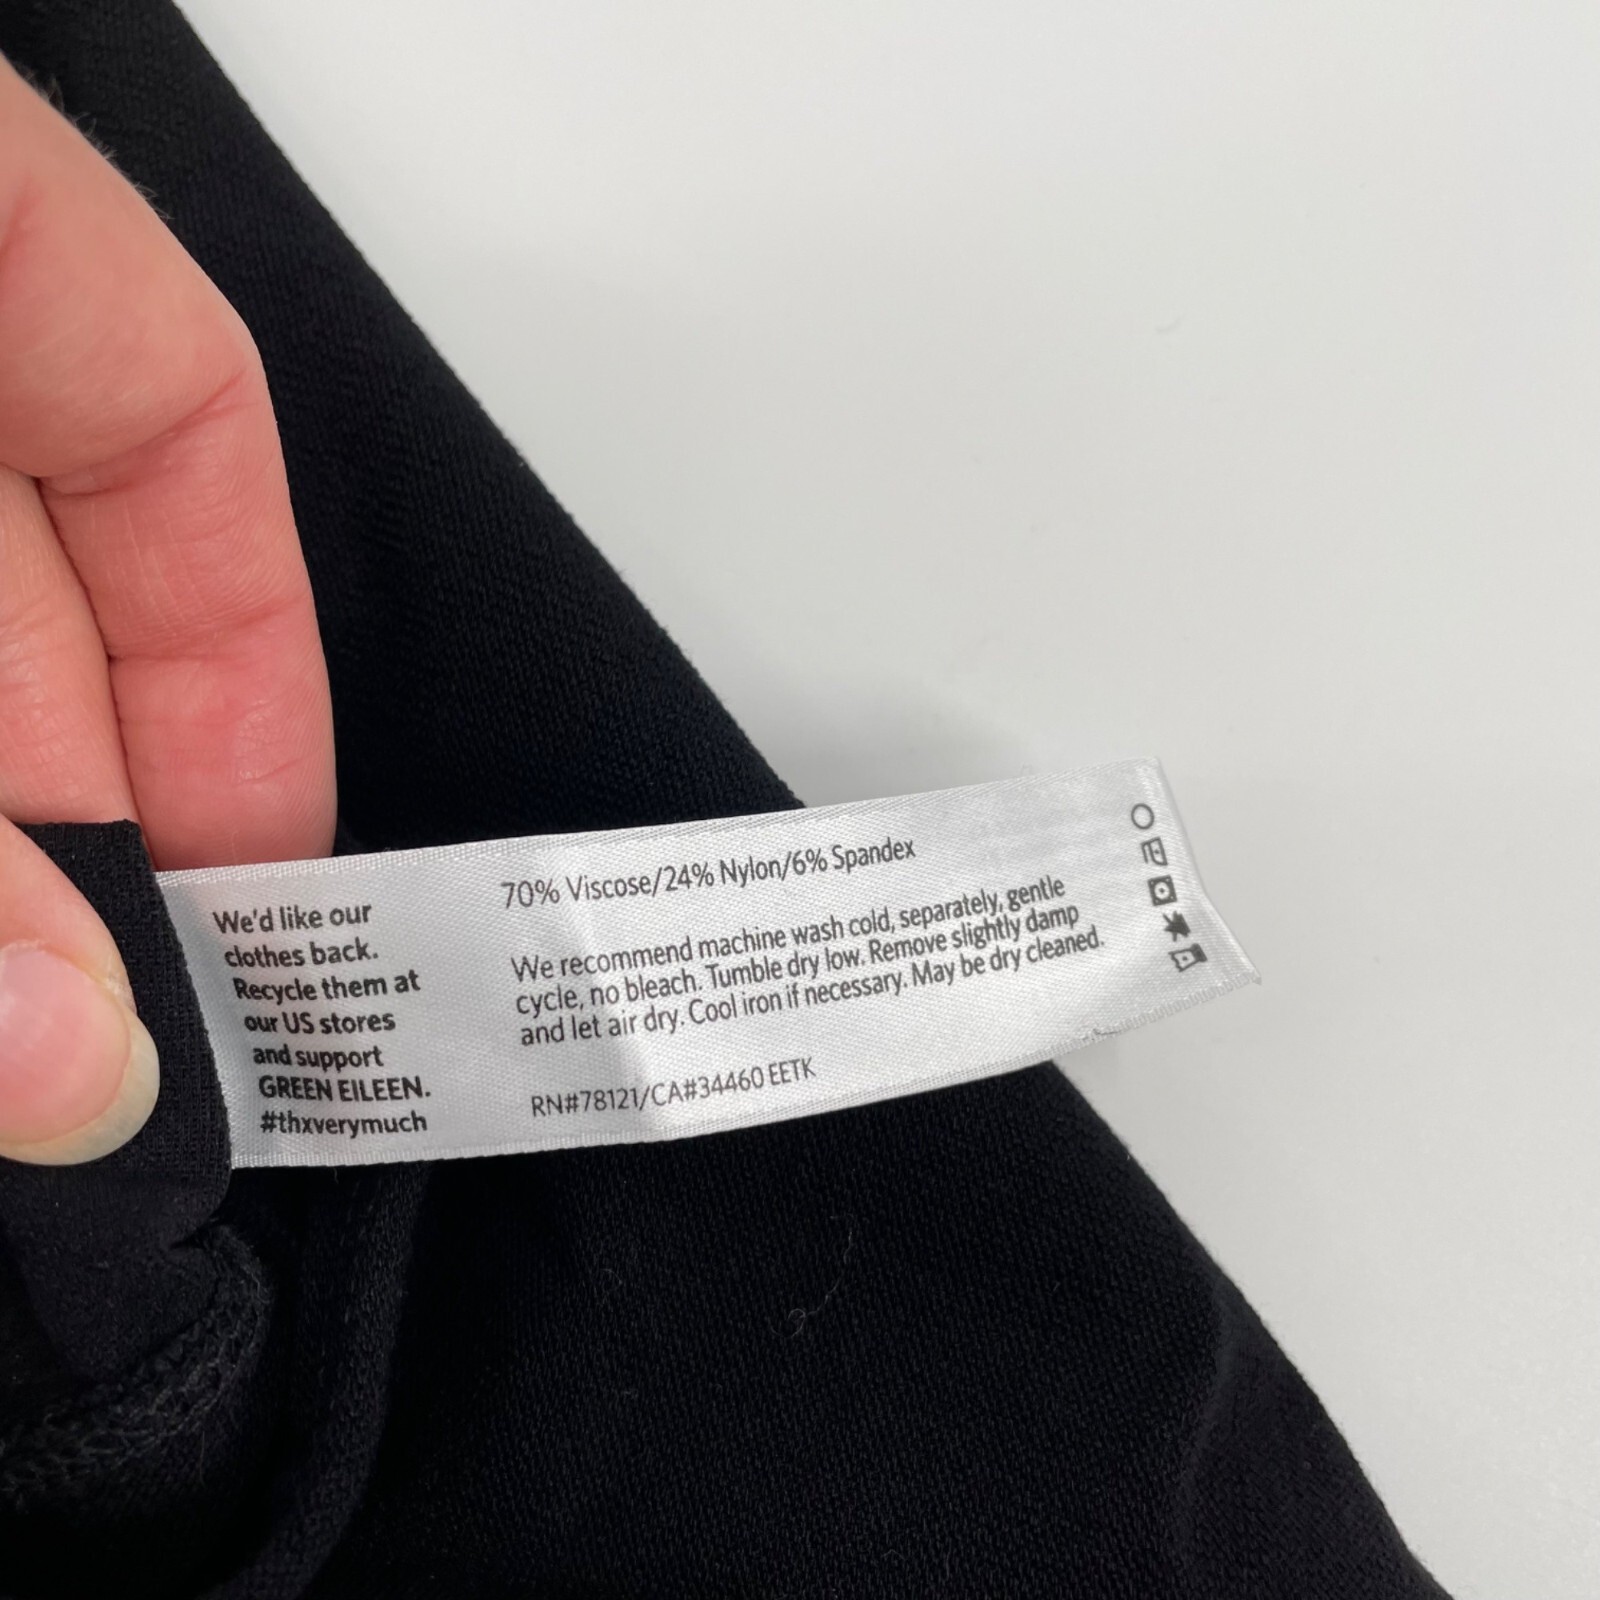 We'd like our
clothes back.
Recycle them at
our US stores
and support
GREEN EILEEN.
#thxverymuch
70% Viscose/24% Nylon/6% Spandex
We recommend machine wash cold, separately, gentle
cycle, no bleach. Tumble dry low. Remove slightly damp
and let air dry. Cool iron if necessary. May be dry cleaned.
RN#78121/CA#34460 EETK